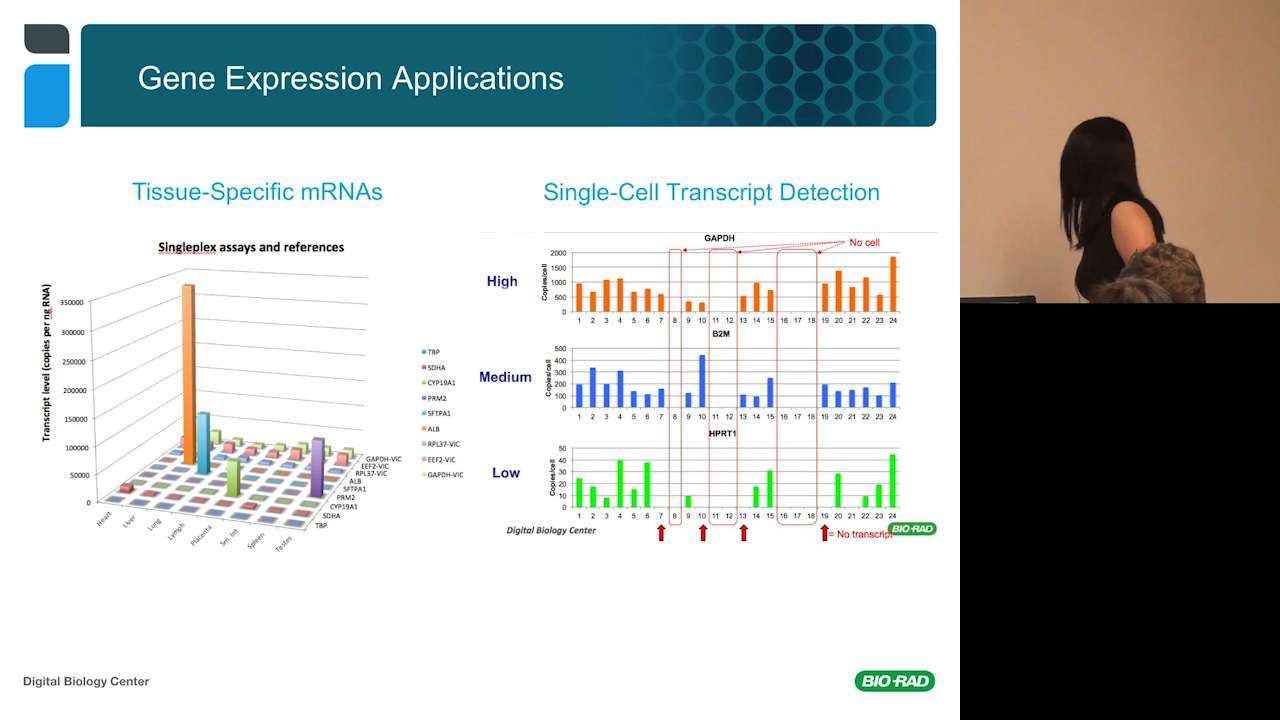 Gene Expression Applications
Tissue-Specific mRNAs
Singleplex assays and references
Transcript level (copies per ng RNA)
350000
300000
250000
200000
150000
100000
50000
0
Heart
Liver
Lung
Lymph
Placenta
Sm. Int
Spleen
Testes
GAPDH-VIC
EEF2-VIC
RPL37-VIC
ALB
SFTPA1
PRM2
CYP19A1
SDHA
TBP
TBP
SDHA
CYP19A1
PRM2
SFTPA1
ALB
RPL37-VIC
EEF2-VIC
GAPDH-VIC
Single-Cell Transcript Detection
GAPDH
No cell
High
Copies/cell
2000
1500
1000
500
0
1 2 3 4 5 6 7 8 9 10 11 12 13 14 15 16 17 18 19 20 21 22 23 24
B2M
Medium
Copies/cell
500
400
300
200
100
0
1 2 3 4 5 6 7 8 9 10 11 12 13 14 15 16 17 18 19 20 21 22 23 24
HPRT1
Low
Copies/cell
50
40
30
20
10
0
1 2 3 4 5 6 7 8 9 10 11 12 13 14 15 16 17 18 19 20 21 22 23 24
Digital Biology Center
= No transcript
BIO-RAD
Digital Biology Center
BIO-RAD